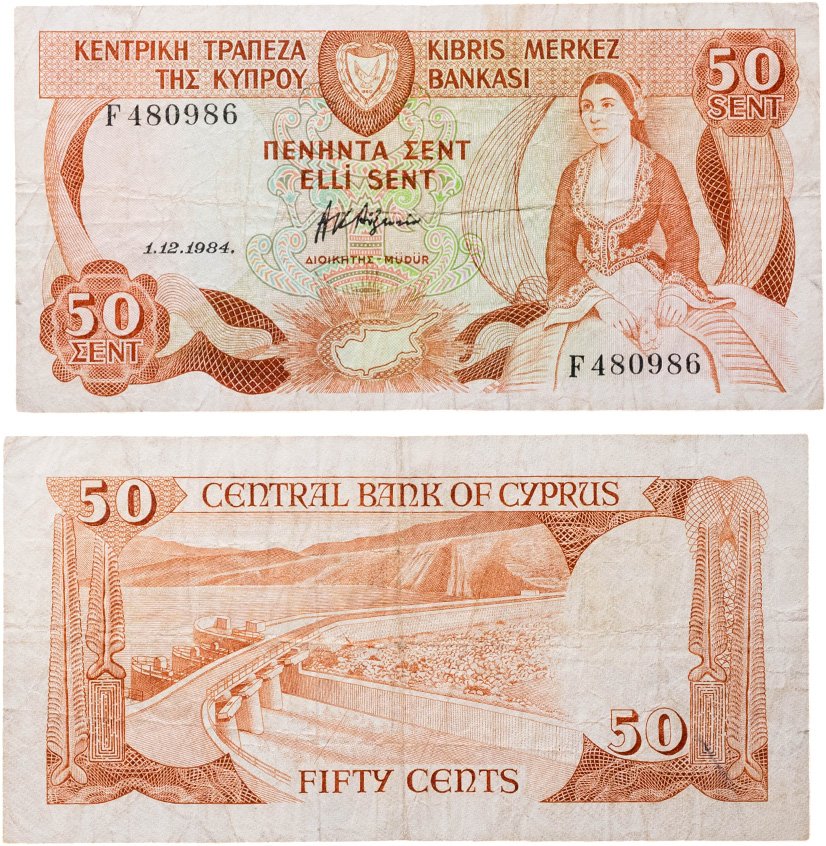 ΚΕΝΤΡΙΚΗ ΤΡΑΠΕΖΑ
ΤΗΣ ΚΥΠΡΟΥ
1960
KIBRIS MERKEZ
BANKASI
50
SENT
F 480986
ΠΕΝΗΝΤΑ ΣΕΝΤ
ELLİ SENT
1.12.1984.
ΔΙΟΙΚΗΤΗΣ - MÜDÜR
50
ΣΕΝΤ
F 480986
50
CENTRAL BANK OF CYPRUS
50
FIFTY CENTS